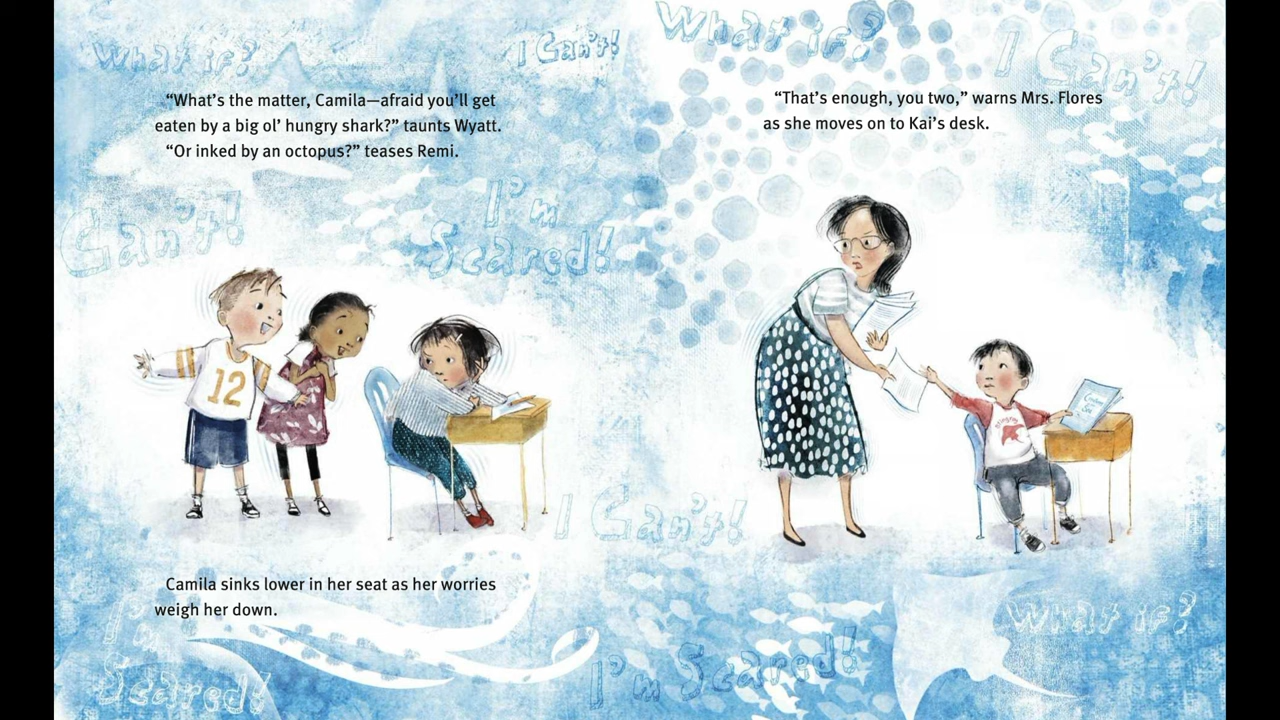 What if?
I Can't!
"What's the matter, Camila—afraid you'll get
eaten by a big ol' hungry shark?" taunts Wyatt.
"Or inked by an octopus?" teases Remi.
Can't!
I'm
Scared!
12
Camila sinks lower in her seat as her worries
weigh her down.
I'm
Scared!
What if?
I Can't!
"That's enough, you two," warns Mrs. Flores
as she moves on to Kai's desk.
I Can't!
What if?
I'm Scared!